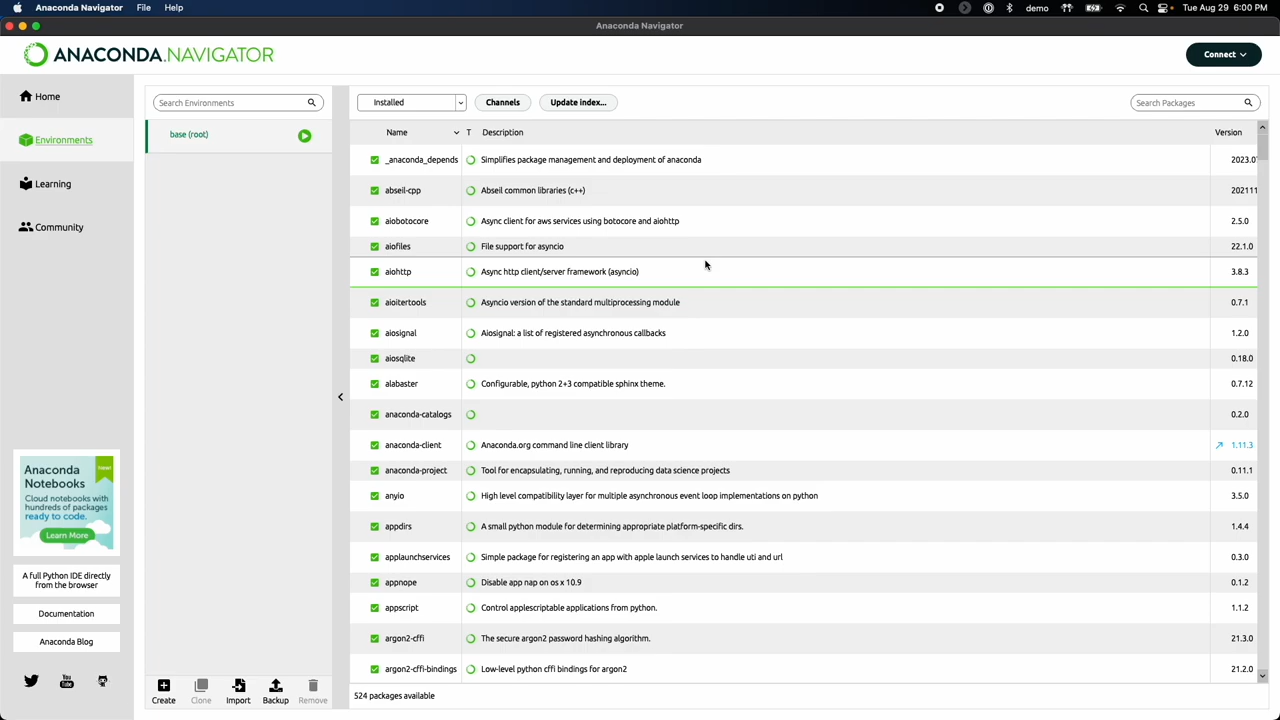 Anaconda Navigator File Help
demo Tue Aug 29 6:00 PM
Anaconda Navigator
ANACONDA.NAVIGATOR
Connect
Home
Environments
Learning
Community
Anaconda Notebooks
New!
Cloud notebooks with
hundreds of packages
ready to code.
Learn More
A full Python IDE directly
from the browser
Documentation
Anaconda Blog
You
Tube
Search Environments
base (root)
Create
Clone
Import
Backup
Remove
Installed
Channels
Update index...
Search Packages
Name T Description Version
_anaconda_depends Simplifies package management and deployment of anaconda 2023.0
abseil-cpp Abseil common libraries (c++) 202111
aiobotocore Async client for aws services using botocore and aiohttp 2.5.0
aiofiles File support for asyncio 22.1.0
aiohttp Async http client/server framework (asyncio) 3.8.3
aioitertools Asyncio version of the standard multiprocessing module 0.7.1
aiosignal Aiosignal: a list of registered asynchronous callbacks 1.2.0
aiosqlite 0.18.0
alabaster Configurable, python 2+3 compatible sphinx theme. 0.7.12
anaconda-catalogs 0.2.0
anaconda-client Anaconda.org command line client library 1.11.3
anaconda-project Tool for encapsulating, running, and reproducing data science projects 0.11.1
anyio High level compatibility layer for multiple asynchronous event loop implementations on python 3.5.0
appdirs A small python module for determining appropriate platform-specific dirs. 1.4.4
applaunchservices Simple package for registering an app with apple launch services to handle uti and url 0.3.0
appnope Disable app nap on os x 10.9 0.1.2
appscript Control applescriptable applications from python. 1.1.2
argon2-cffi The secure argon2 password hashing algorithm. 21.3.0
argon2-cffi-bindings Low-level python cffi bindings for argon2 21.2.0
524 packages available